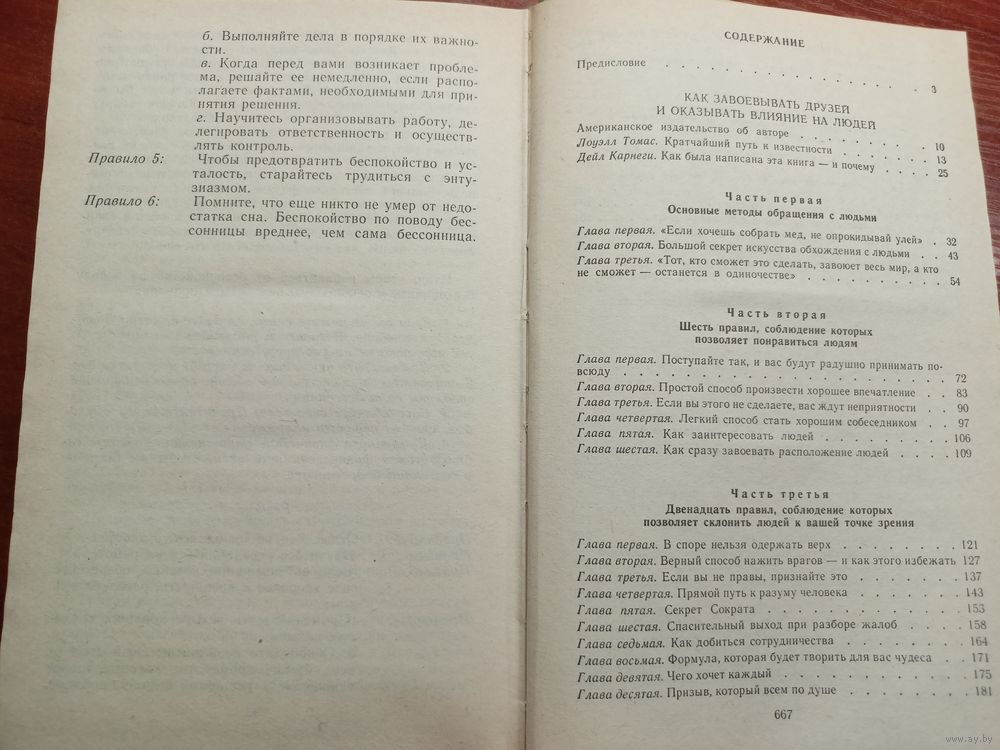 б. Выполняйте дела в порядке их важно-
сти.
в. Когда перед вами возникает пробле-
ма, решайте ее немедленно, если распо-
лагаете фактами, необходимыми для при-
нятия решения.
г. Научитесь организовывать работу, де-
легировать ответственность и осуществ-
лять контроль.
Правило 5: Чтобы предотвратить беспокойство и ус-
талость, старайтесь трудиться с энту-
зиазмом.
Правило 6: Помните, что еще никто не умер от недо-
статка сна. Беспокойство по поводу бес-
сонницы вреднее, чем сама бессонница.
СОДЕРЖАНИЕ
Предисловие . . . . . . . . . . . . . . . . 3
КАК ЗАВОЕВЫВАТЬ ДРУЗЕЙ
И ОКАЗЫВАТЬ ВЛИЯНИЕ НА ЛЮДЕЙ
Американское издательство об авторе . . . . . 10
Лоуэлл Томас. Кратчайший путь к известности . . . . . . 13
Дейл Карнеги. Как была написана эта книга — и почему . . . . 25
Часть первая
Основные методы обращения с людьми
Глава первая. «Если хочешь собрать мед, не опрокидывай улей» . 32
Глава вторая. Большой секрет искусства обхождения с людьми . . 43
Глава третья. «Тот, кто сможет это сделать, завоюет весь мир, а кто
не сможет — останется в одиночестве» . . . . . . . . . . 54
Часть вторая
Шесть правил, соблюдение которых
позволяет понравиться людям
Глава первая. Поступайте так, и вас будут радушно принимать по-
всюду . . . . . . . . . . . . . . . . . . . . . 72
Глава вторая. Простой способ произвести хорошее впечатление . . 83
Глава третья. Если вы этого не сделаете, вас ждут неприятности . . 90
Глава четвертая. Легкий способ стать хорошим собеседником . . 97
Глава пятая. Как заинтересовать людей . . . . . . . . . 106
Глава шестая. Как сразу завоевать расположение людей . . . . 109
Часть третья
Двенадцать правил, соблюдение которых
позволяет склонить людей к вашей точке зрения
Глава первая. В споре нельзя одержать верх . . . . . . . . 121
Глава вторая. Верный способ нажить врагов — и как этого избежать 127
Глава третья. Если вы не правы, признайте это . . . . . . . 137
Глава четвертая. Прямой путь к разуму человека . . . . . . . 143
Глава пятая. Секрет Сократа . . . . . . . . . . . . . 153
Глава шестая. Спасительный выход при разборе жалоб . . . . 158
Глава седьмая. Как добиться сотрудничества . . . . . . . 164
Глава восьмая. Формула, которая будет творить для вас чудеса . . 171
Глава девятая. Чего хочет каждый . . . . . . . . . . . . 175
Глава десятая. Призыв, который всем по душе . . . . . . . . 181
667
www.ay.by